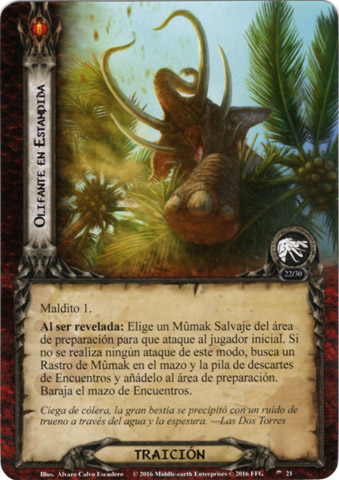 OLIFANTE EN ESTAMPIDA
22/30
Maldito 1.
Al ser revelada: Elige un Mûmak Salvaje del área
de preparación para que ataque al jugador inicial. Si
no se realiza ningún ataque de este modo, busca un
Rastro de Mûmak en el mazo y la pila de descartes
de Encuentros y añádelo al área de preparación.
Baraja el mazo de Encuentros.
Ciega de cólera, la gran bestia se precipitó con un ruido de
trueno a través del agua y la espesura. —Las Dos Torres
TRAICIÓN
Illus. Álvaro Calvo Escudero © 2016 Middle-earth Enterprises © 2016 FFG 21